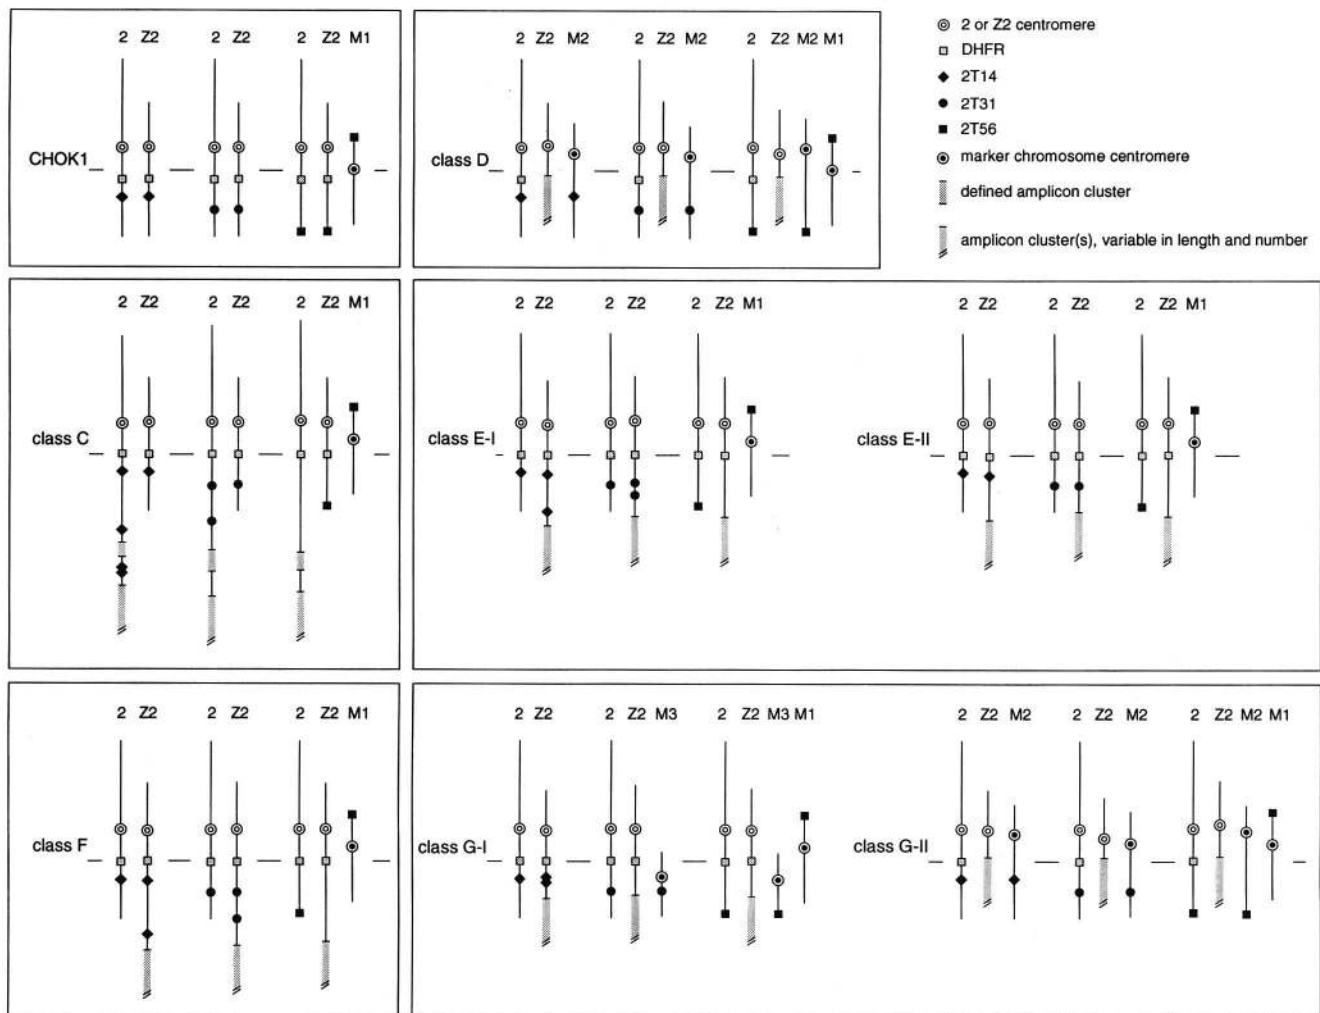 2 Z2 2 Z2 2 Z2 M1
CHOK1
2 Z2 M2 2 Z2 M2 2 Z2 M2 M1
class D
2 or Z2 centromere
DHFR
2T14
2T31
2T56
marker chromosome centromere
defined amplicon cluster
amplicon cluster(s), variable in length and number
2 Z2 2 Z2 2 Z2 M1
class C
2 Z2 2 Z2 2 Z2 M1
class E-I
2 Z2 2 Z2 2 Z2 M1
class E-II
2 Z2 2 Z2 2 Z2 M1
class F
2 Z2 2 Z2 M3 2 Z2 M3 M1
class G-I
2 Z2 M2 2 Z2 M2 2 Z2 M2 M1
class G-II